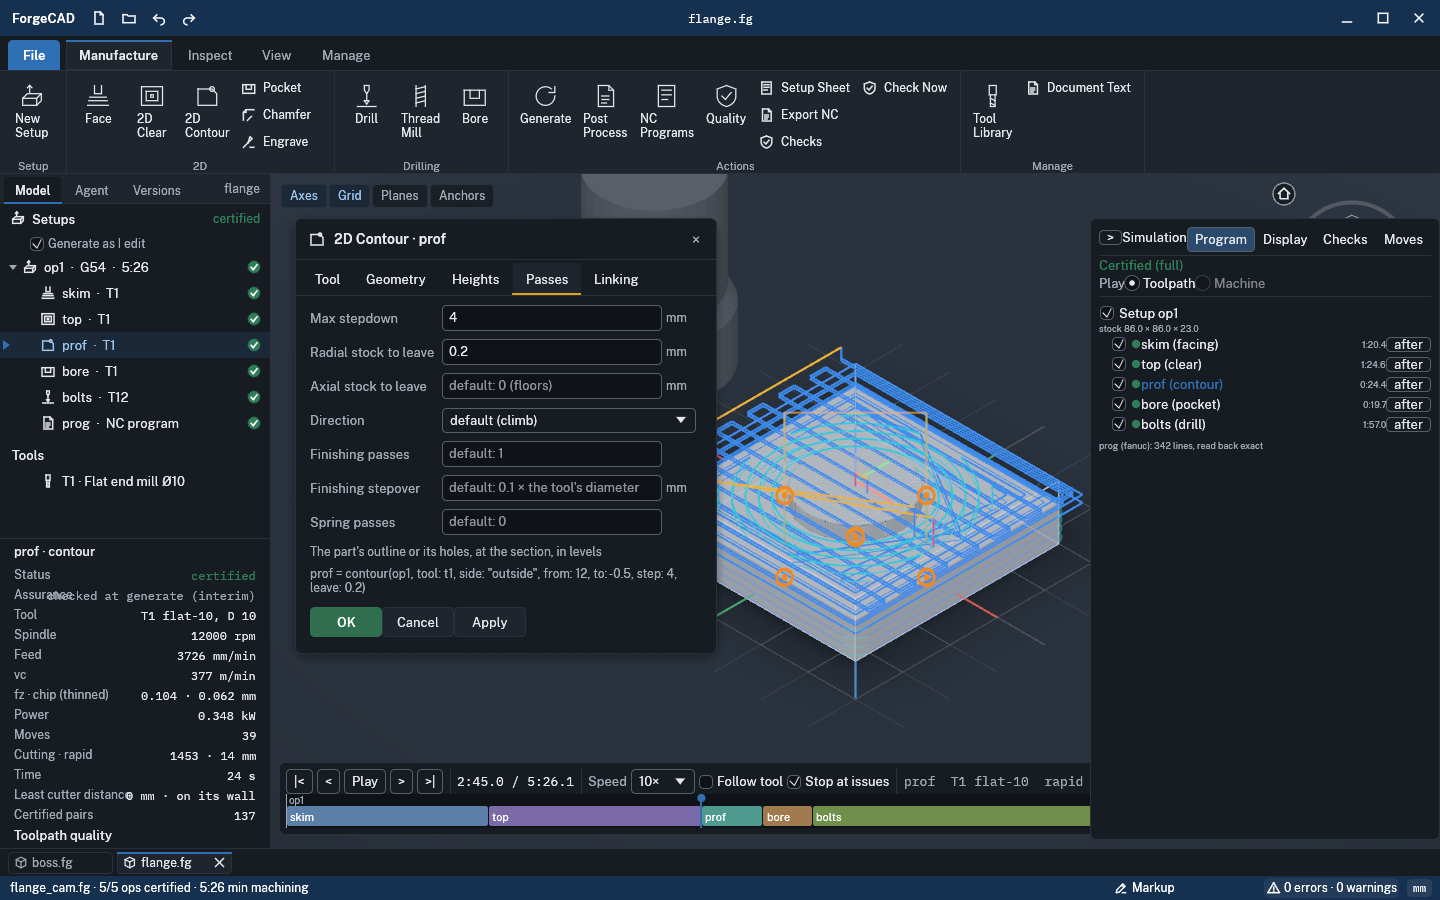 ForgeCAD
flange.fg
File
Manufacture
Inspect
View
Manage
New Setup
Face
2D Clear
2D Contour
Pocket
Chamfer
Engrave
Drill
Thread Mill
Bore
Generate
Post Process
NC Programs
Quality
Setup Sheet
Export NC
Checks
Check Now
Tool Library
Document Text
Setup
2D
Drilling
Actions
Manage
Model
Agent
Versions
flange
Setups
certified
Generate as I edit
op1 · G54 · 5:26
skim · T1
top · T1
prof · T1
bore · T1
bolts · T12
prog · NC program
Tools
T1 · Flat end mill Ø10
prof · contour
Status certified
Assurance checked at generate (interim)
Tool T1 flat-10, D 10
Spindle 12000 rpm
Feed 3726 mm/min
vc 377 m/min
fz · chip (thinned) 0.104 · 0.062 mm
Power 0.348 kW
Moves 39
Cutting · rapid 1453 · 14 mm
Time 24 s
Least cutter distance 0 mm · on its wall
Certified pairs 137
Toolpath quality
Axes
Grid
Planes
Anchors
2D Contour · prof
×
Tool
Geometry
Heights
Passes
Linking
Max stepdown 4 mm
Radial stock to leave 0.2 mm
Axial stock to leave default: 0 (floors) mm
Direction default (climb)
Finishing passes default: 1
Finishing stepover default: 0.1 × the tool's diameter mm
Spring passes default: 0
The part's outline or its holes, at the section, in levels
prof = contour(op1, tool: t1, side: "outside", from: 12, to: -0.5, step: 4,
leave: 0.2)
OK
Cancel
Apply
> Simulation
Program
Display
Checks
Moves
Certified (full)
Play Toolpath Machine
Setup op1
stock 86.0 × 86.0 × 23.0
skim (facing) 1:20.4 after
top (clear) 1:24.6 after
prof (contour) 0:24.4 after
bore (pocket) 0:19.7 after
bolts (drill) 1:57.0 after
prog (fanuc): 342 lines, read back exact
|<
<
Play
>
>|
2:45.0 / 5:26.1
Speed
10×
Follow tool
Stop at issues
prof T1 flat-10 rapid
op1
skim
top
prof
bore
bolts
boss.fg
flange.fg
flange_cam.fg · 5/5 ops certified · 5:26 min machining
Markup
0 errors · 0 warnings
mm